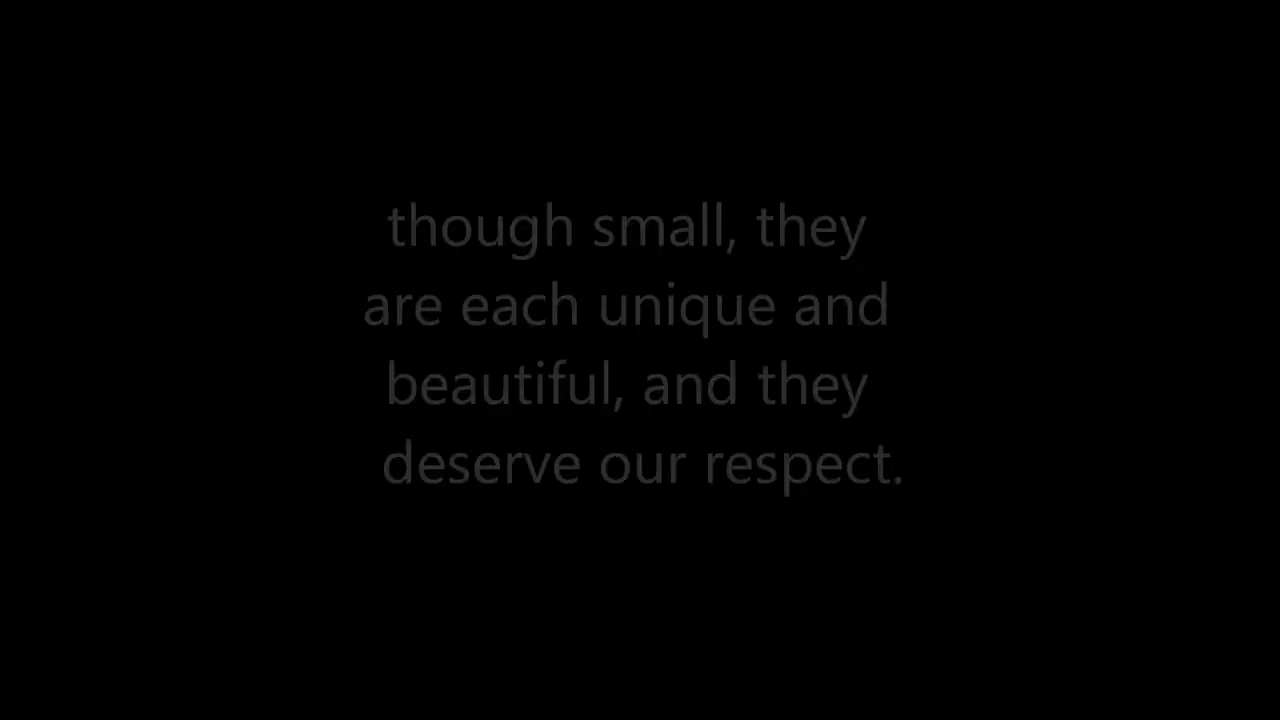 though small, they
are each unique and
beautiful, and they
deserve our respect.